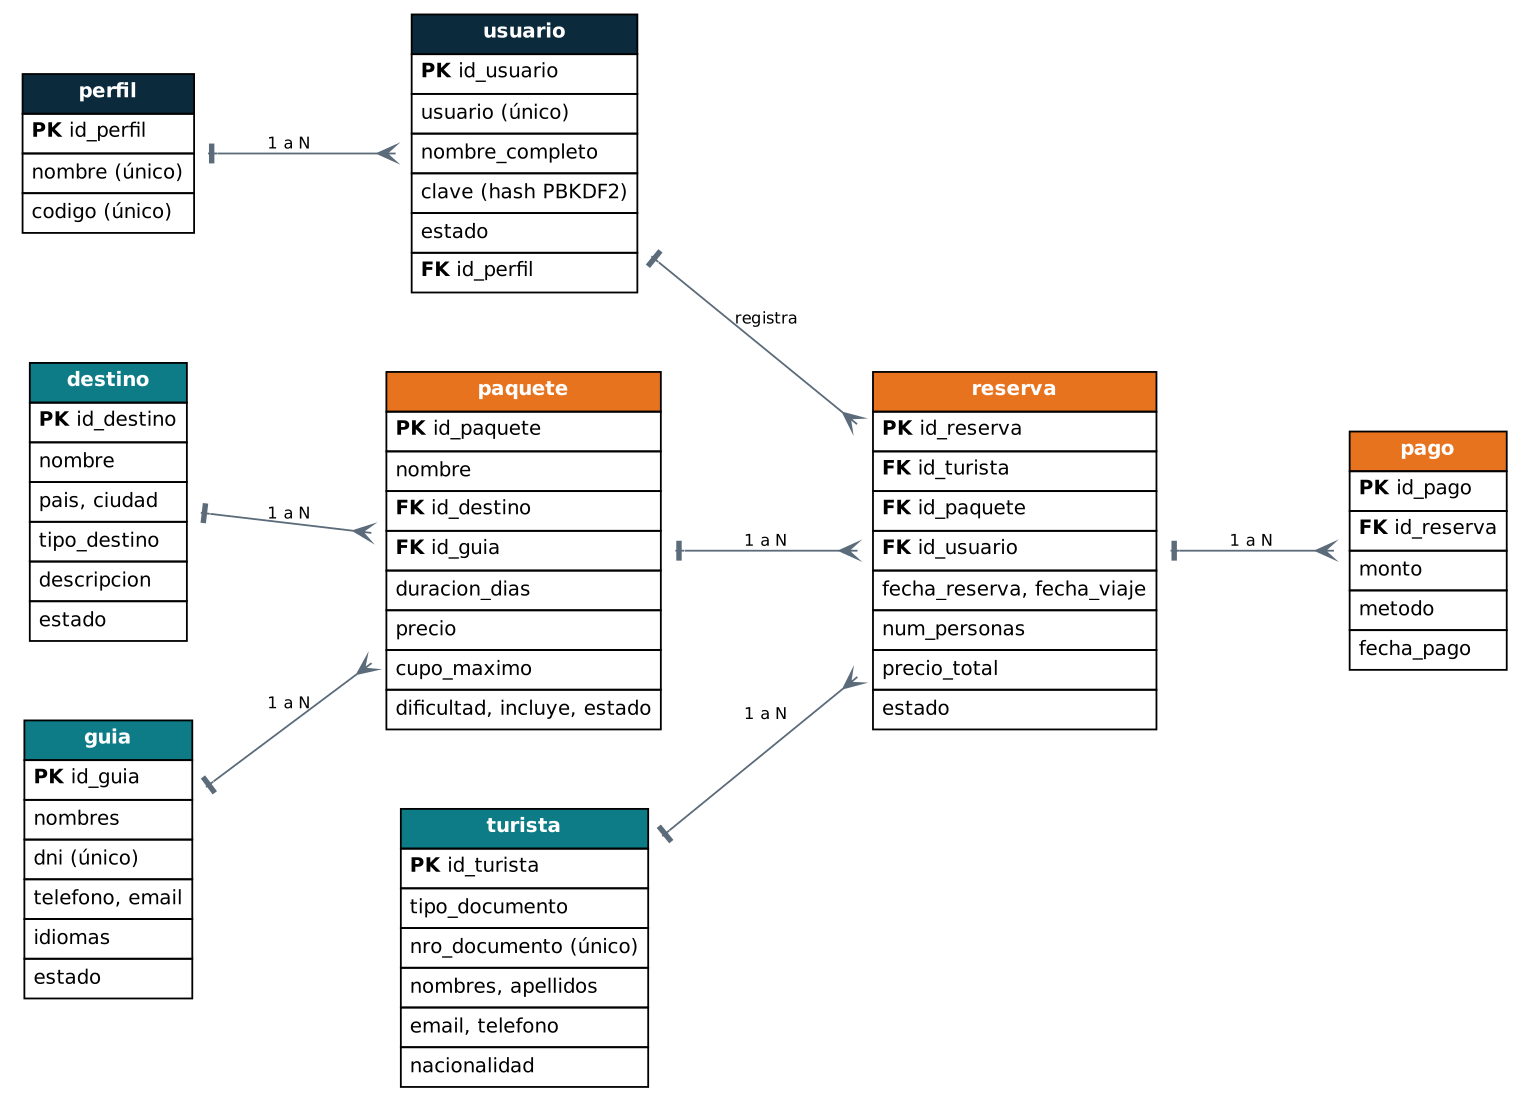 perfil
PK id_perfil
nombre (único)
codigo (único)
1 a N
usuario
PK id_usuario
usuario (único)
nombre_completo
clave (hash PBKDF2)
estado
FK id_perfil
registra
destino
PK id_destino
nombre
pais, ciudad
tipo_destino
descripcion
estado
1 a N
paquete
PK id_paquete
nombre
FK id_destino
FK id_guia
duracion_dias
precio
cupo_maximo
dificultad, incluye, estado
1 a N
reserva
PK id_reserva
FK id_turista
FK id_paquete
FK id_usuario
fecha_reserva, fecha_viaje
num_personas
precio_total
estado
1 a N
pago
PK id_pago
FK id_reserva
monto
metodo
fecha_pago
guia
PK id_guia
nombres
dni (único)
telefono, email
idiomas
estado
1 a N
turista
PK id_turista
tipo_documento
nro_documento (único)
nombres, apellidos
email, telefono
nacionalidad
1 a N